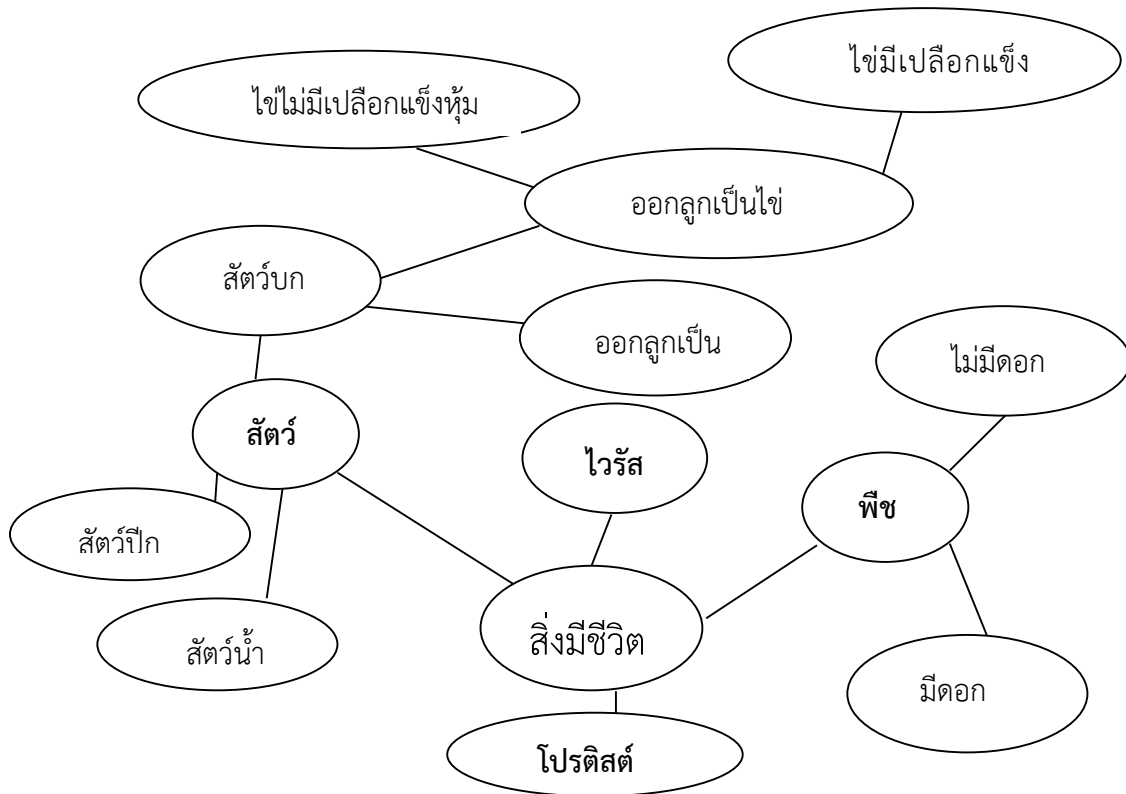 ไข่มีเปลือกแข็ง
ไข่ไม่มีเปลือกแข็งหุ้ม
ออกลูกเป็นไข่
สัตว์บก
ออกลูกเป็น
ไม่มีดอก
สัตว์
ไวรัส
พืช
สัตว์ปีก
สิ่งมีชีวิต
สัตว์น้ำ
มีดอก
โปรติสต์